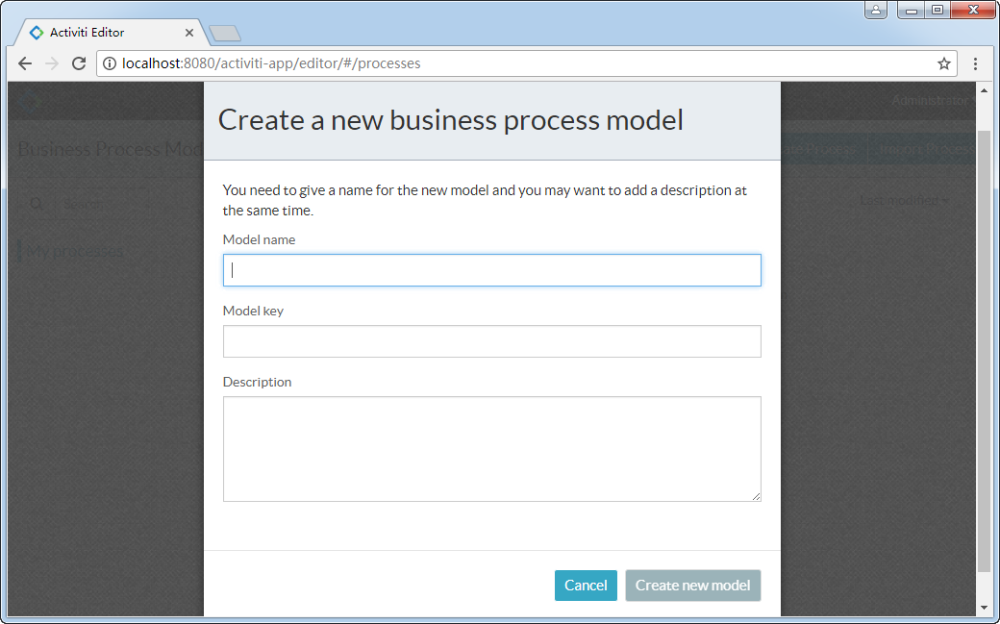 Activiti Editor
localhost:8080/activiti-app/editor/#/processes
Administrator
Create a new business process model
Business Process Mod
Process
Import Process
You need to give a name for the new model and you may want to add a description at
the same time.
Last modified
My processes
Model name
Model key
Description
Cancel
Create new model